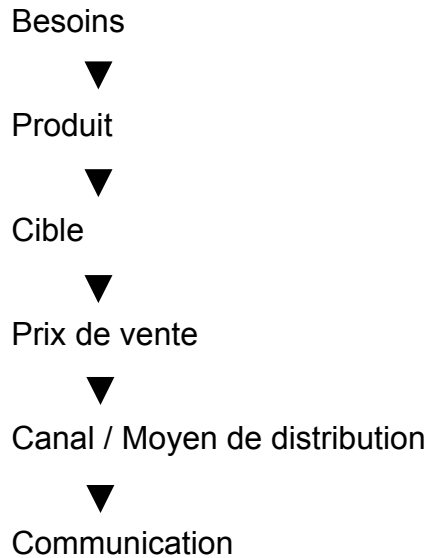 Besoins
Produit
Cible
Prix de vente
Canal / Moyen de distribution
Communication